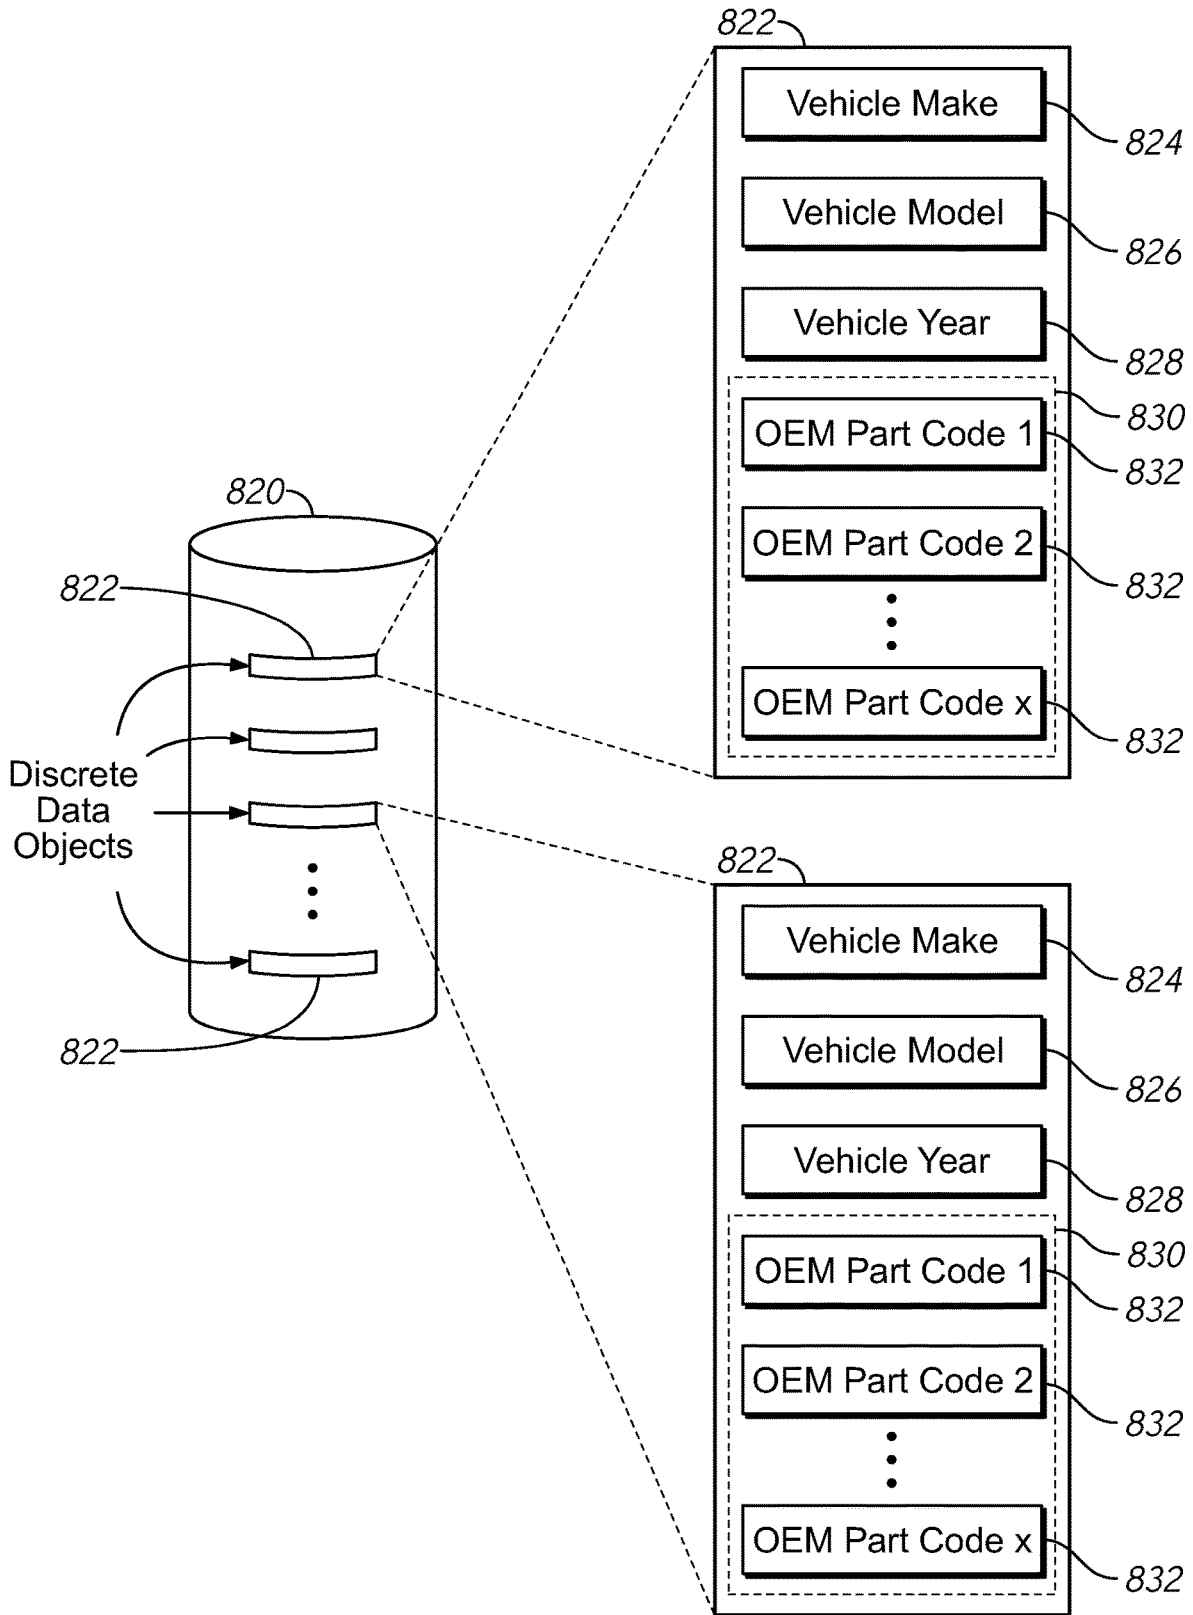 822
Vehicle Make
824
Vehicle Model
826
Vehicle Year
828
830
OEM Part Code 1
832
OEM Part Code 2
832
OEM Part Code x
832
820
822
Discrete
Data
Objects
822
822
Vehicle Make
824
Vehicle Model
826
Vehicle Year
828
830
OEM Part Code 1
832
OEM Part Code 2
832
OEM Part Code x
832